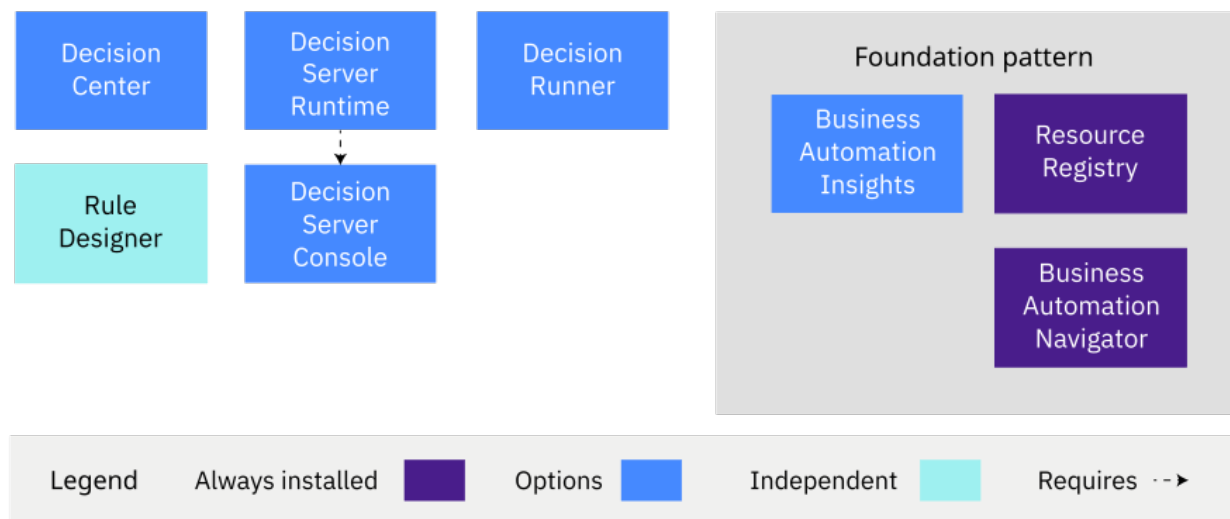 Decision
Center
Decision
Server
Runtime
Decision
Runner
Rule
Designer
Decision
Server
Console
Foundation pattern
Business
Automation
Insights
Resource
Registry
Business
Automation
Navigator
Legend
Always installed
Options
Independent
Requires